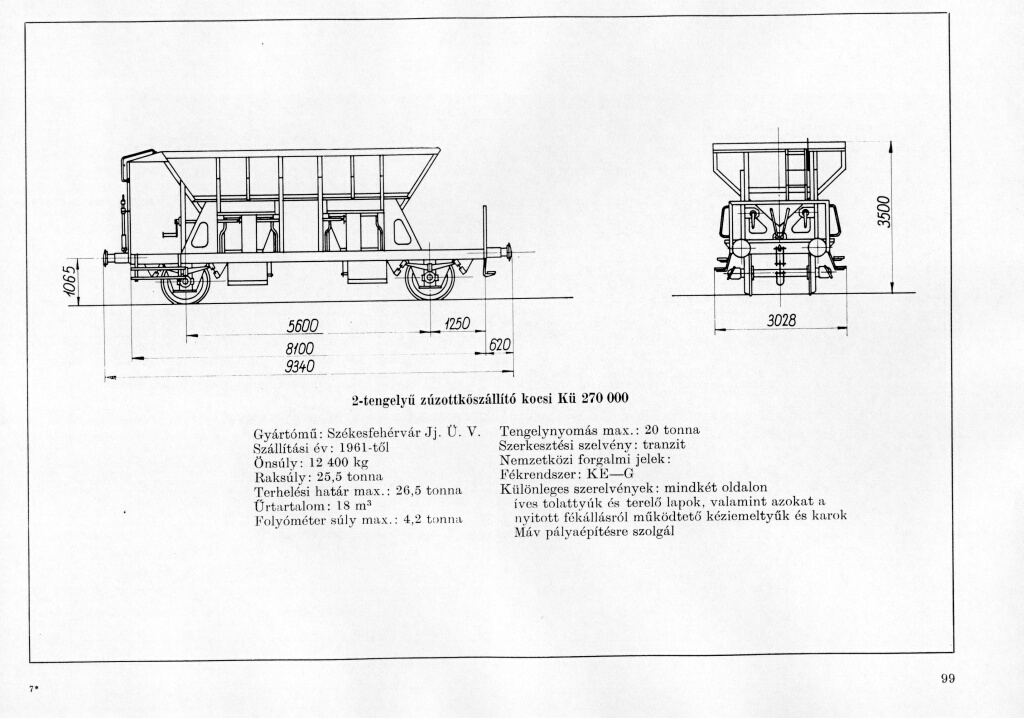 1065
5600
1250
8100
620
9340
3500
3028
2-tengelyű zúzottkőszállító kocsi Kü 270 000
Gyártómű: Székesfehérvár Jj. Ü. V.
Szállítási év: 1961-től
Önsúly: 12 400 kg
Raksúly: 25,5 tonna
Terhelési határ max.: 26,5 tonna
Űrtartalom: 18 m³
Folyóméter súly max.: 4,2 tonna
Tengelynyomás max.: 20 tonna
Szerkesztési szelvény: tranzit
Nemzetközi forgalmi jelek:
Fékrendszer: KE—G
Különleges szerelvények: mindkét oldalon
íves tolattyúk és terelő lapok, valamint azokat a
nyitott fékállásról működtető kéziemeltyűk és karok
Máv pályaépítésre szolgál
7*
99